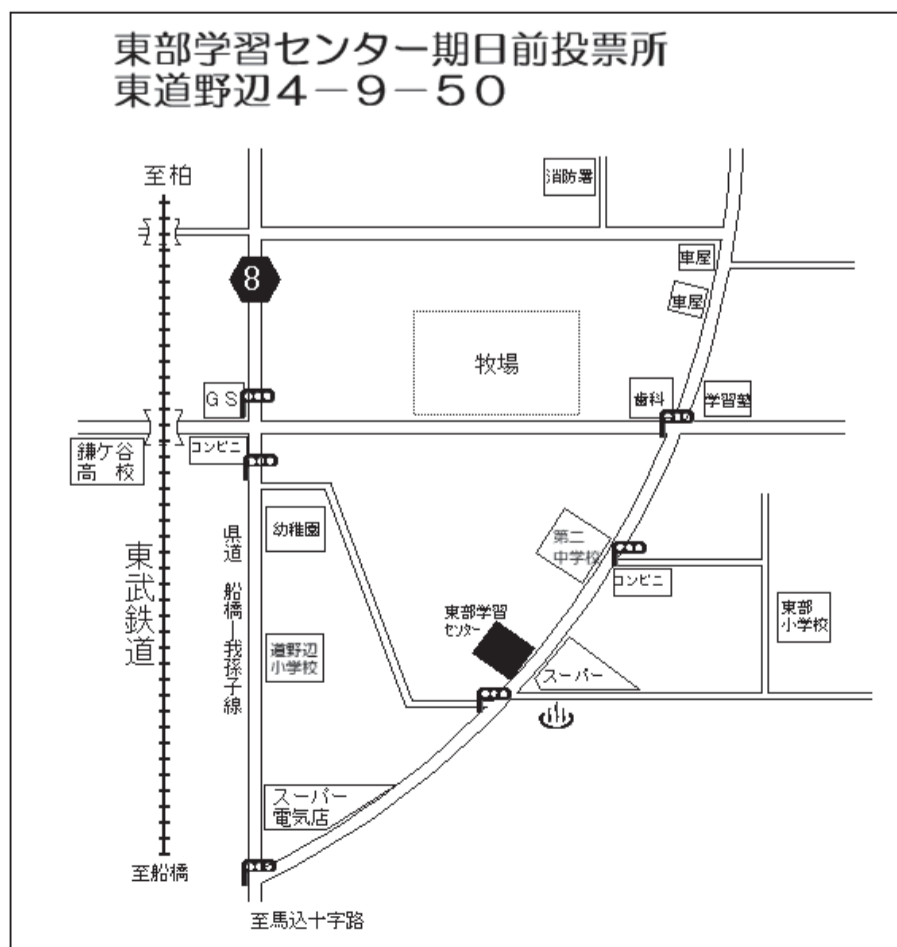 東部学習センター期日前投票所
東道野辺4－9－50
至柏
消防署
車屋
8
車屋
牧場
GS
歯科
学習塾
鎌ケ谷
高校
コンビニ
幼稚園
第二
中学校
コンビニ
東武鉄道
県道 船橋―我孫子線
東部学習
センター
東部
小学校
道野辺
小学校
スーパー
スーパー
電気店
至船橋
至馬込十字路